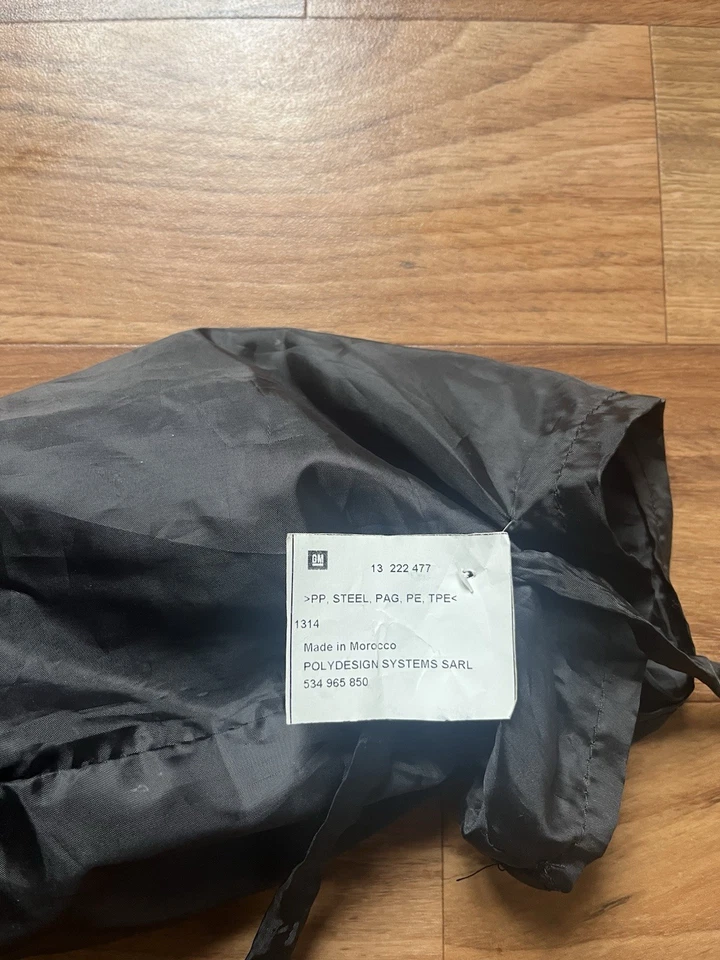 GM
13 222 477
>PP, STEEL, PAG, PE, TPE<
1314
Made in Morocco
POLYDESIGN SYSTEMS SARL
534 965 850